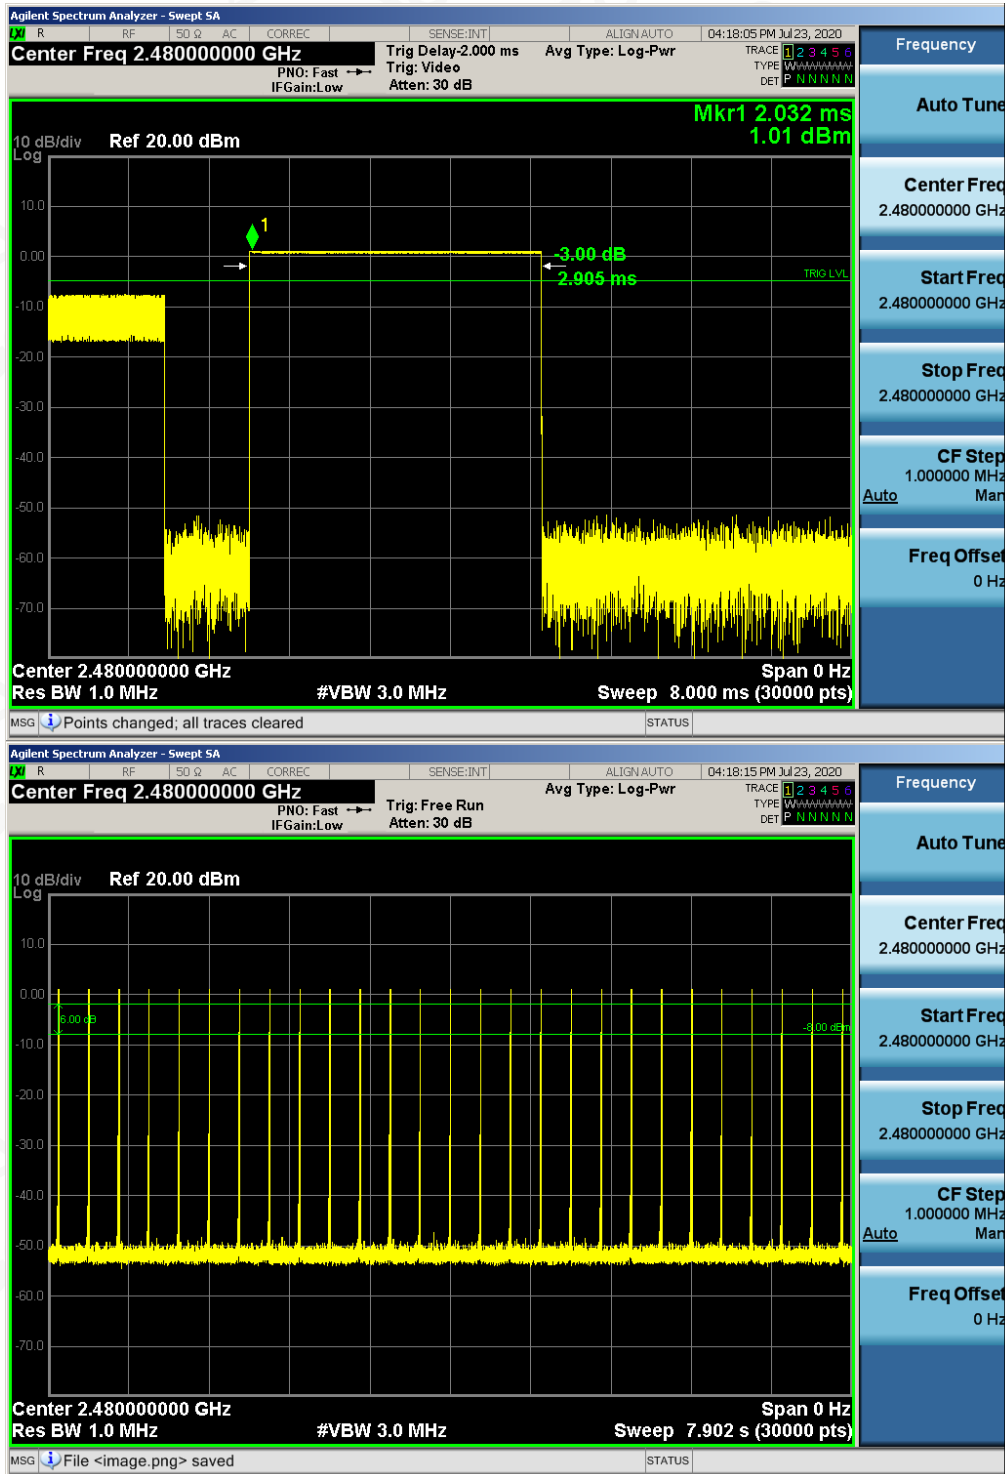 Agilent Spectrum Analyzer - Swept SA
LXI R RF 50 Ω AC CORREC SENSE:INT ALIGN AUTO 04:18:05 PM Jul 23, 2020
Center Freq 2.480000000 GHz
PNO: Fast
IFGain:Low
Trig Delay-2.000 ms
Trig: Video
Atten: 30 dB
Avg Type: Log-Pwr
TRACE 1 2 3 4 5 6
TYPE WWWWWW
DET P N N N N N
Frequency
Auto Tune
Center Freq
2.480000000 GHz
Start Freq
2.480000000 GHz
Stop Freq
2.480000000 GHz
CF Step
1.000000 MHz
Auto Man
Freq Offset
0 Hz
Mkr1 2.032 ms
1.01 dBm
10 dB/div Ref 20.00 dBm
Log
10.0
0.00
-10.0
-20.0
-30.0
-40.0
-50.0
-60.0
-70.0
1
-3.00 dB
2.905 ms
TRIG LVL
Center 2.480000000 GHz Span 0 Hz
Res BW 1.0 MHz #VBW 3.0 MHz Sweep 8.000 ms (30000 pts)
MSG Points changed; all traces cleared STATUS
Agilent Spectrum Analyzer - Swept SA
LXI R RF 50 Ω AC CORREC SENSE:INT ALIGN AUTO 04:18:15 PM Jul 23, 2020
Center Freq 2.480000000 GHz
PNO: Fast
IFGain:Low
Trig: Free Run
Atten: 30 dB
Avg Type: Log-Pwr
TRACE 1 2 3 4 5 6
TYPE WWWWWW
DET P N N N N N
Frequency
Auto Tune
Center Freq
2.480000000 GHz
Start Freq
2.480000000 GHz
Stop Freq
2.480000000 GHz
CF Step
1.000000 MHz
Auto Man
Freq Offset
0 Hz
10 dB/div Ref 20.00 dBm
Log
10.0
0.00
-10.0
-20.0
-30.0
-40.0
-50.0
-60.0
-70.0
6.00 dB
-8.00 dBm
Center 2.480000000 GHz Span 0 Hz
Res BW 1.0 MHz #VBW 3.0 MHz Sweep 7.902 s (30000 pts)
MSG File <image.png> saved STATUS